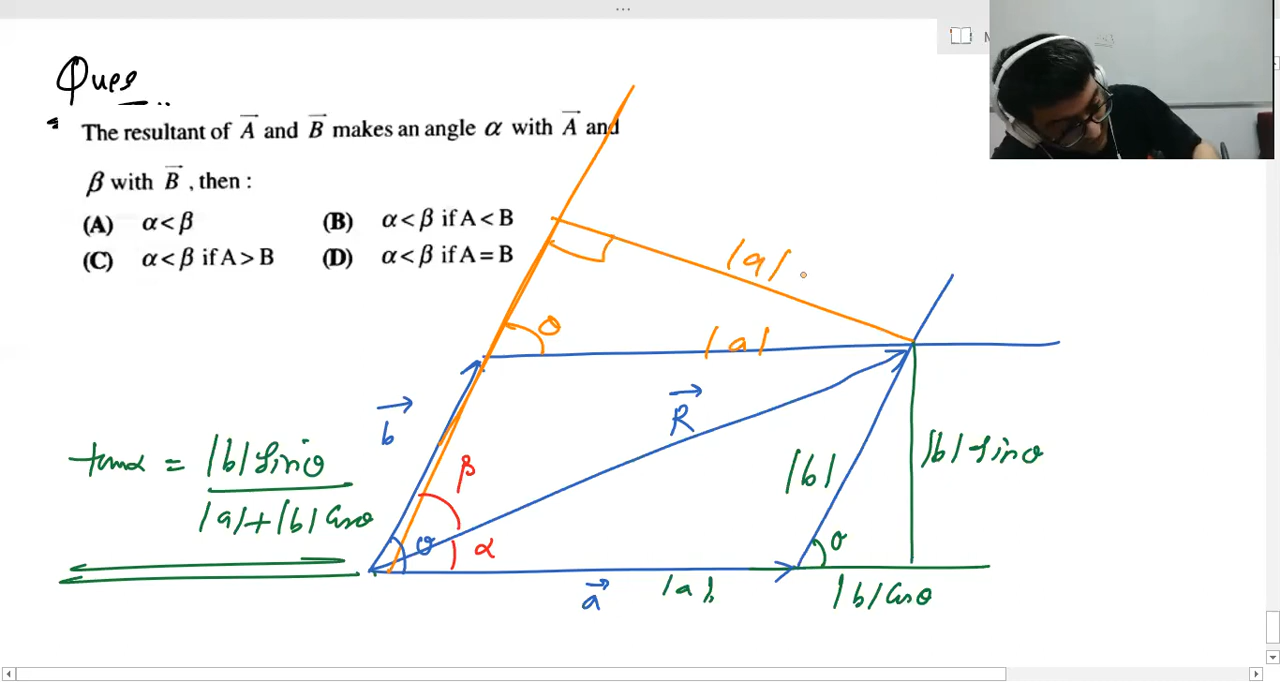 Ques
The resultant of A⃗ and B⃗ makes an angle α with A⃗ and
β with B⃗ , then :
(A) α < β (B) α < β if A < B
(C) α < β if A > B (D) α < β if A = B
|a|
θ
|a|
R⃗
b⃗
β
|b|
|b| sinθ
tanα = |b| sinθ
|a| + |b| cosθ
θ
α
θ
a⃗
|a|
|b| cosθ